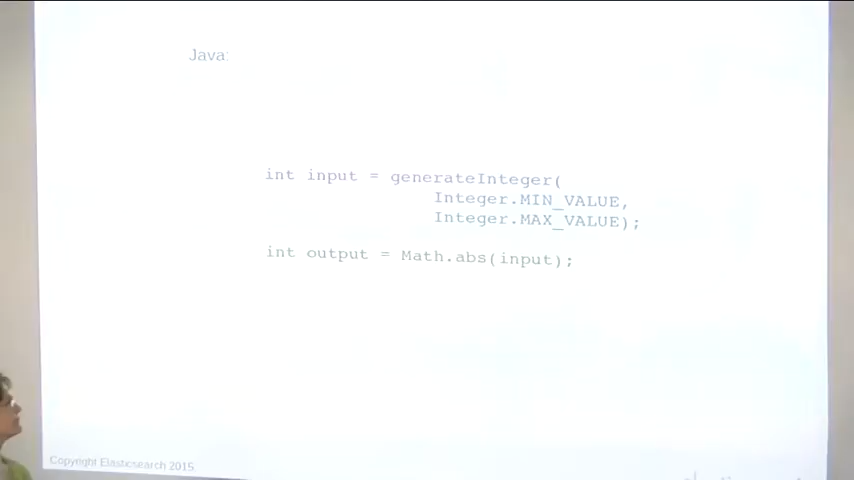 Java:
int input = generateInteger(
Integer.MIN_VALUE,
Integer.MAX_VALUE);
int output = Math.abs(input);
Copyright Elasticsearch 2015